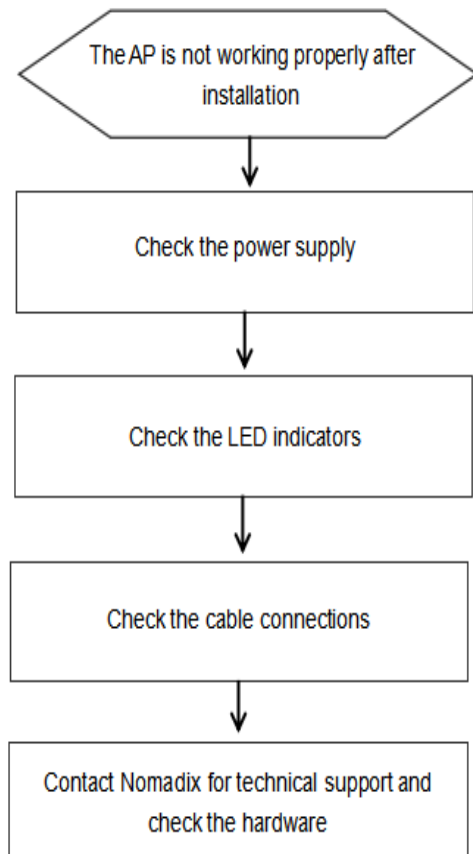 The AP is not working properly after
installation
Check the power supply
Check the LED indicators
Check the cable connections
Contact Nomadix for technical support and
check the hardware